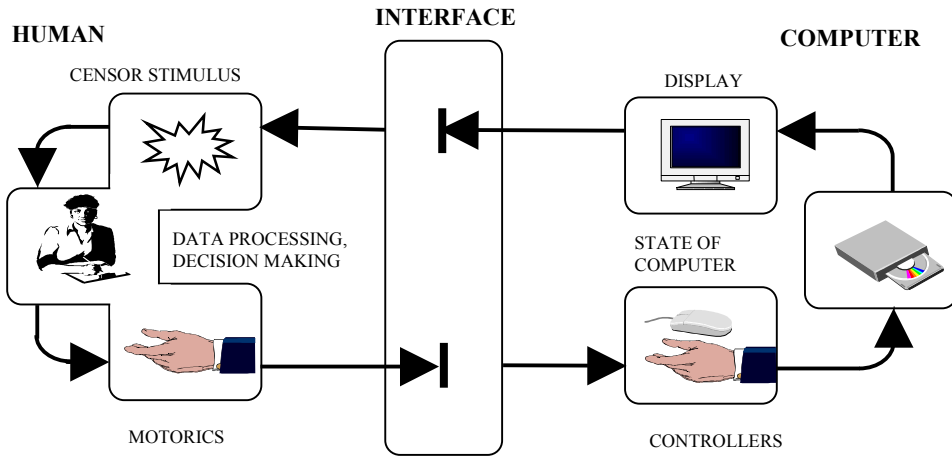 INTERFACE
HUMAN
COMPUTER
CENSOR STIMULUS
DISPLAY
DATA PROCESSING,
DECISION MAKING
STATE OF
COMPUTER
MOTORICS
CONTROLLERS